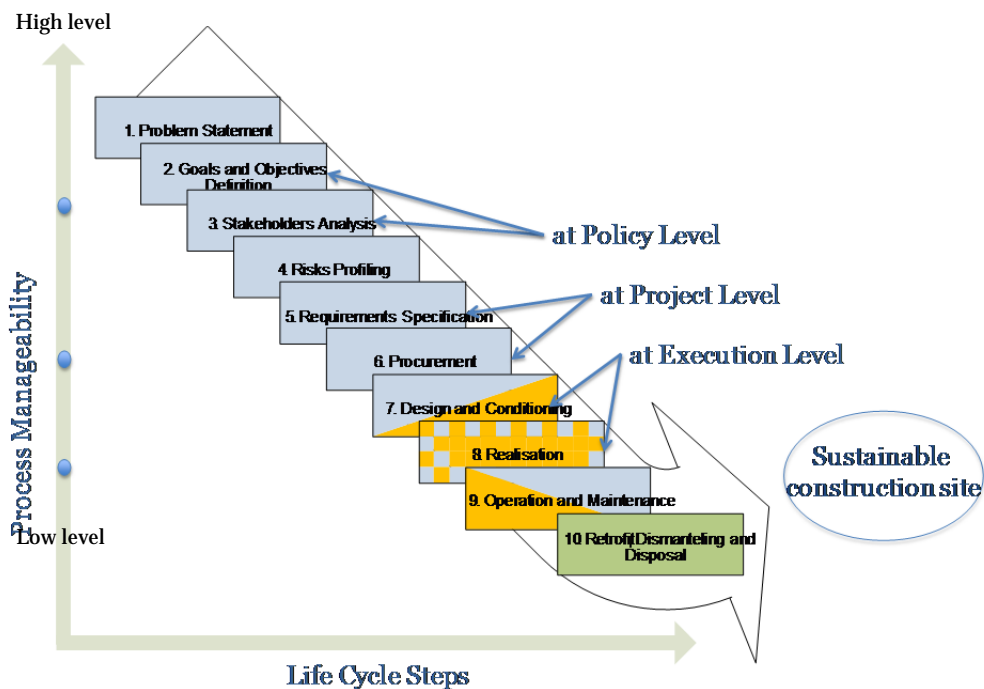 High level
1. Problem Statement
2. Goals and Objectives
Definition
3. Stakeholders Analysis
at Policy Level
4. Risks Profiling
at Project Level
5. Requirements Specification
6. Procurement
at Execution Level
7. Design and Conditioning
8. Realisation
Sustainable
construction site
9. Operation and Maintenance
10. Retrofit/Dismanteling and
Disposal
Process Manageability
Low level
Life Cycle Steps